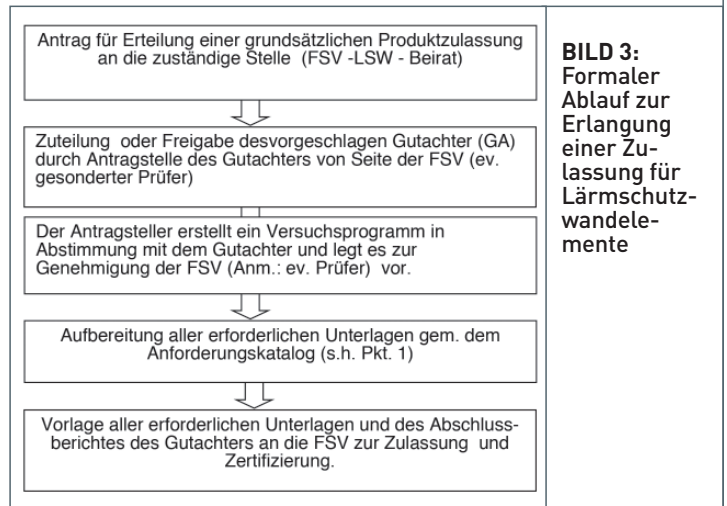 Antrag für Erteilung einer grundsätzlichen Produktzulassung
an die zuständige Stelle (FSV -LSW - Beirat)
Zuteilung oder Freigabe desvorgeschlagen Gutachter (GA)
durch Antragstelle des Gutachters von Seite der FSV (ev.
gesonderter Prüfer)
Der Antragsteller erstellt ein Versuchsprogramm in
Abstimmung mit dem Gutachter und legt es zur
Genehmigung der FSV (Anm.: ev. Prüfer) vor.
Aufbereitung aller erforderlichen Unterlagen gem. dem
Anforderungskatalog (s.h. Pkt. 1)
Vorlage aller erforderlichen Unterlagen und des Abschluss-
berichtes des Gutachters an die FSV zur Zulassung und
Zertifizierung.
BILD 3:
Formaler
Ablauf zur
Erlangung
einer Zu-
lassung für
Lärmschutz-
wandele-
mente